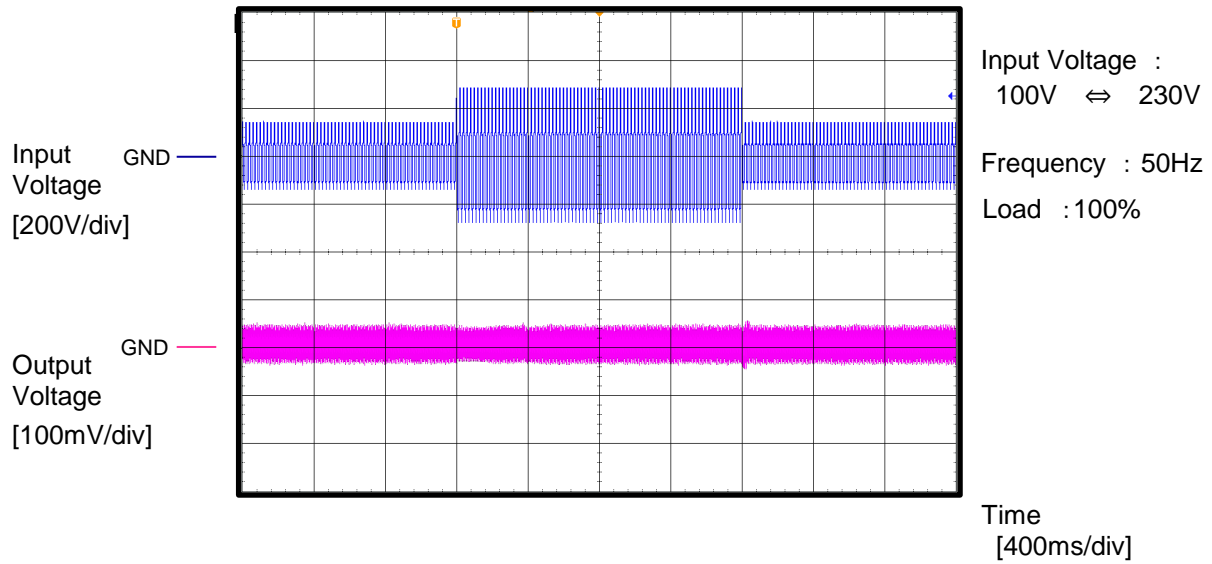 T
Input Voltage :
100V ⇔ 230V
Input
Voltage
[200V/div]
GND
Frequency : 50Hz
Load :100%
GND
Output
Voltage
[100mV/div]
Time
[400ms/div]